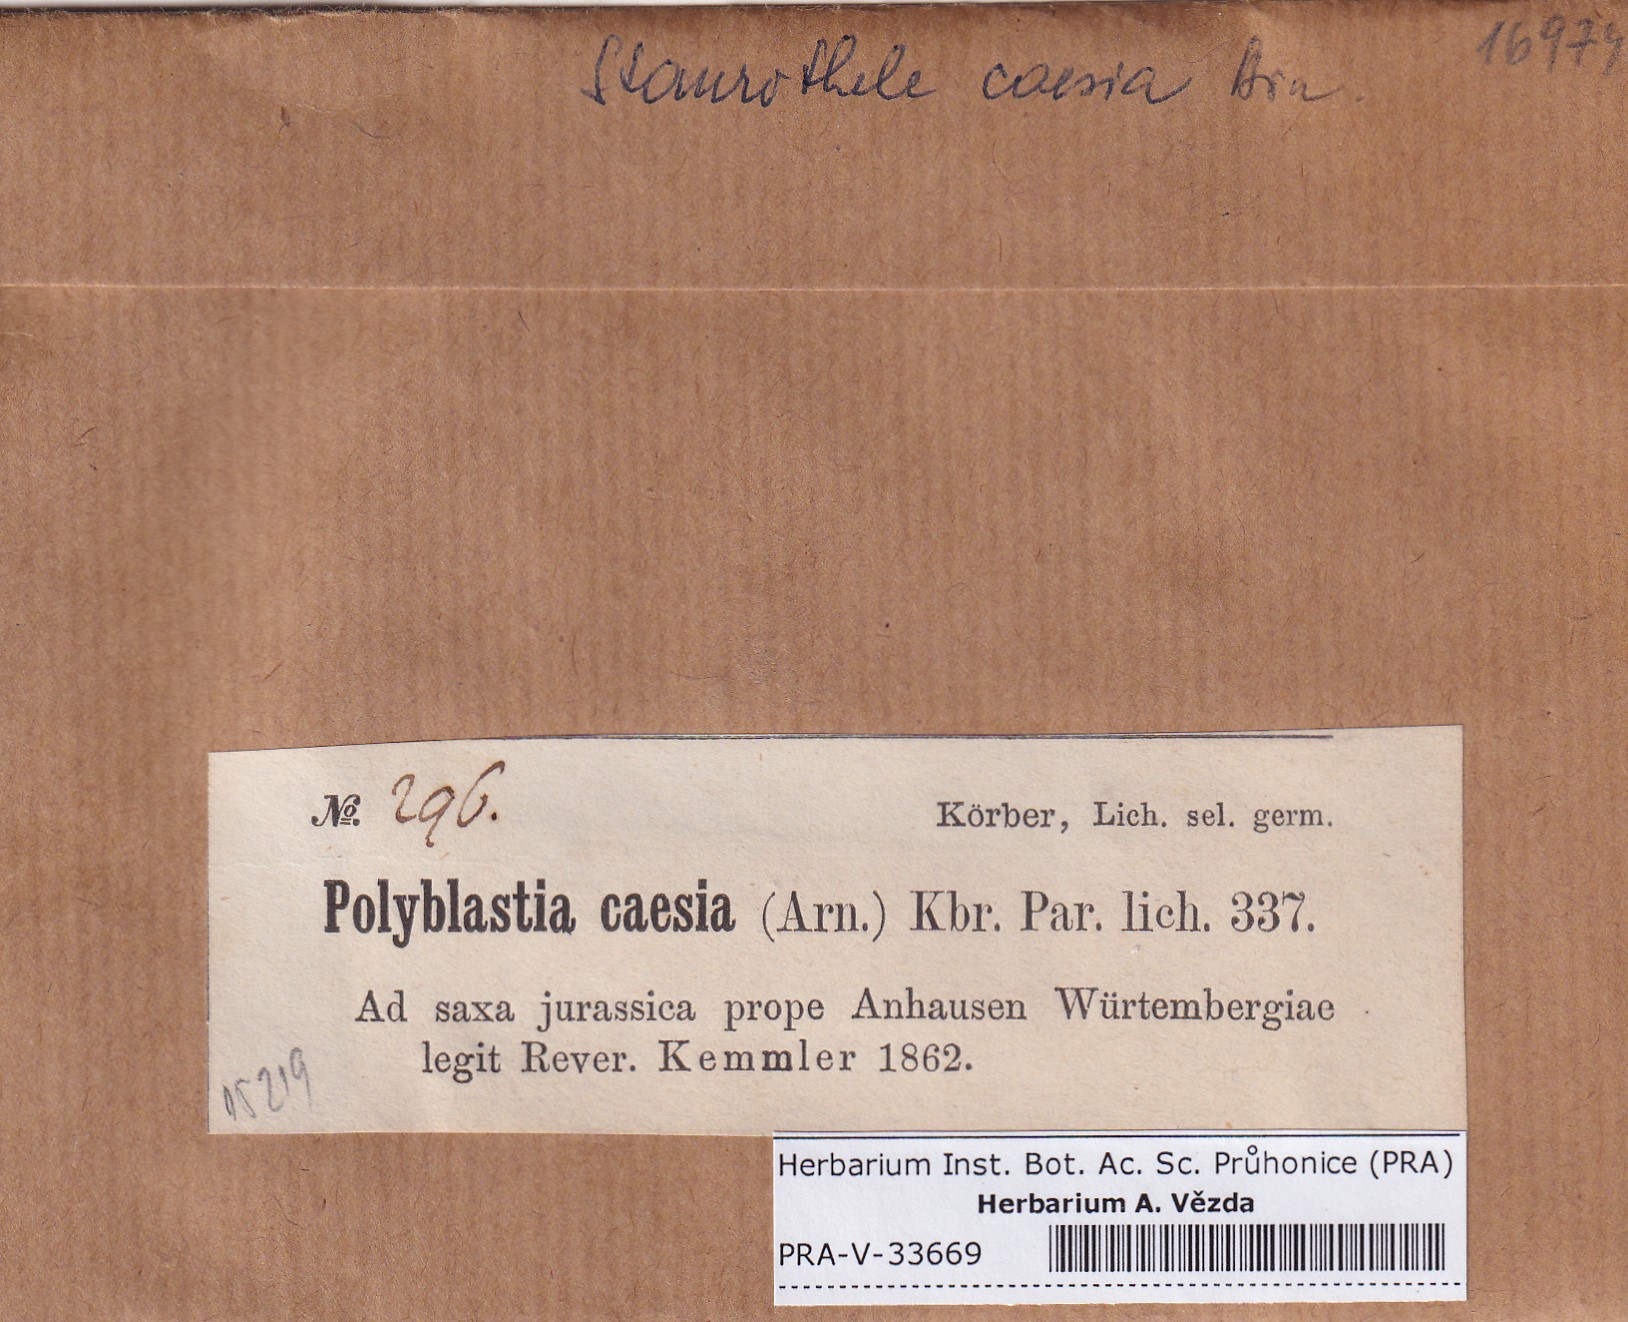 Staurothele caesia Arn.
16974
№ 296.
Körber, Lich. sel. germ.
Polyblastia caesia (Arn.) Kbr. Par. lich. 337.
Ad saxa jurassica prope Anhausen Würtembergiae
legit Rever. Kemmler 1862.
15219
Herbarium Inst. Bot. Ac. Sc. Průhonice (PRA)
Herbarium A. Vězda
PRA-V-33669